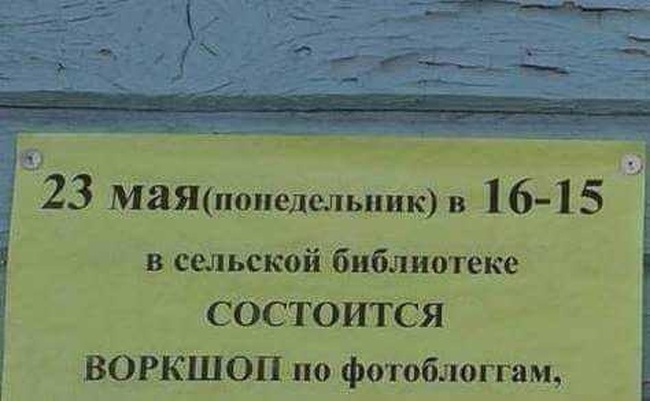 23 мая(понедельник) в 16-15
в сельской библиотеке
СОСТОИТСЯ
ВОРКШОП по фотоблоггам,